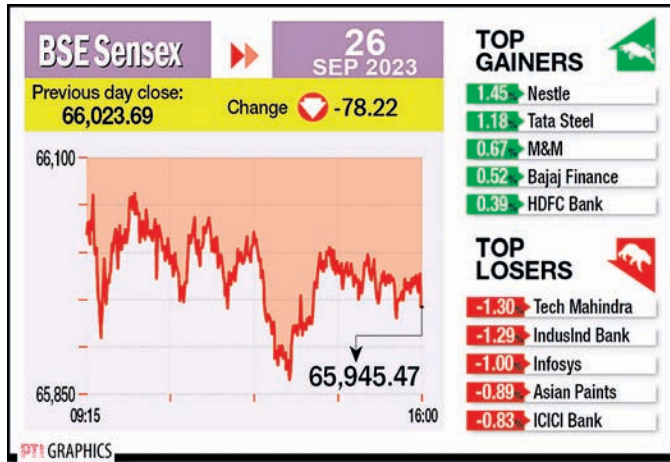 BSE Sensex
26
SEP 2023
Previous day close:
66,023.69
Change -78.22
66,100
65,850
09:15
16:00
65,945.47
TOP
GAINERS
1.45% Nestle
1.18% Tata Steel
0.67% M&M
0.52% Bajaj Finance
0.39% HDFC Bank
TOP
LOSERS
-1.30% Tech Mahindra
-1.29% IndusInd Bank
-1.00% Infosys
-0.89% Asian Paints
-0.83% ICICI Bank
PTI GRAPHICS